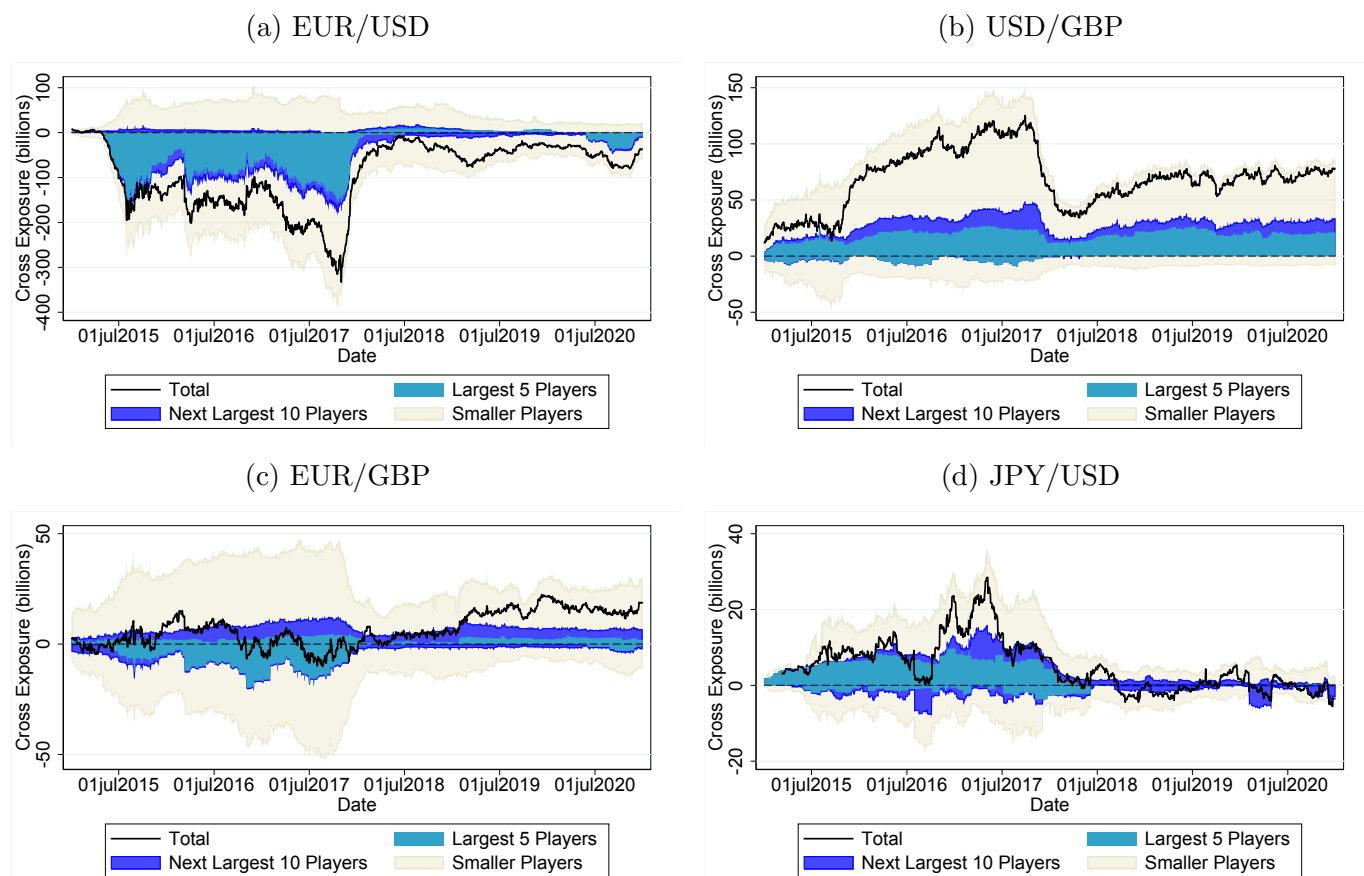 (a) EUR/USD
Cross Exposure (billions)
100
0
-100
-200
-300
-400
01jul2015 01jul2016 01jul2017 01jul2018 01jul2019 01jul2020
Date
Total Largest 5 Players
Next Largest 10 Players Smaller Players
(b) USD/GBP
Cross Exposure (billions)
150
100
50
0
-50
01jul2015 01jul2016 01jul2017 01jul2018 01jul2019 01jul2020
Date
Total Largest 5 Players
Next Largest 10 Players Smaller Players
(c) EUR/GBP
Cross Exposure (billions)
50
0
-50
01jul2015 01jul2016 01jul2017 01jul2018 01jul2019 01jul2020
Date
Total Largest 5 Players
Next Largest 10 Players Smaller Players
(d) JPY/USD
Cross Exposure (billions)
40
20
0
-20
01jul2015 01jul2016 01jul2017 01jul2018 01jul2019 01jul2020
Date
Total Largest 5 Players
Next Largest 10 Players Smaller Players